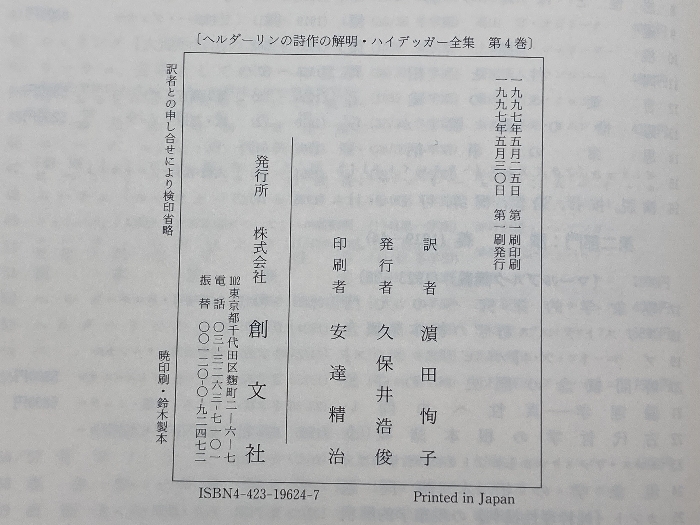 〔ヘルダーリンの詩作の解明・ハイデッガー全集 第4巻〕
一九九七年五月二五日 第一刷印刷
一九九七年五月三〇日 第一刷発行
訳者 濵田恂子
発行者 久保井浩俊
印刷者 安達精治
発行所 株式会社 創文社
102東京都千代田区麴町二-六-七
電話 〇三-三二六三-七一〇一
振替 〇〇一二〇-〇-九二四七二
訳者との申し合せにより検印省略
暁印刷・鈴木製本
ISBN4-423-19624-7
Printed in Japan